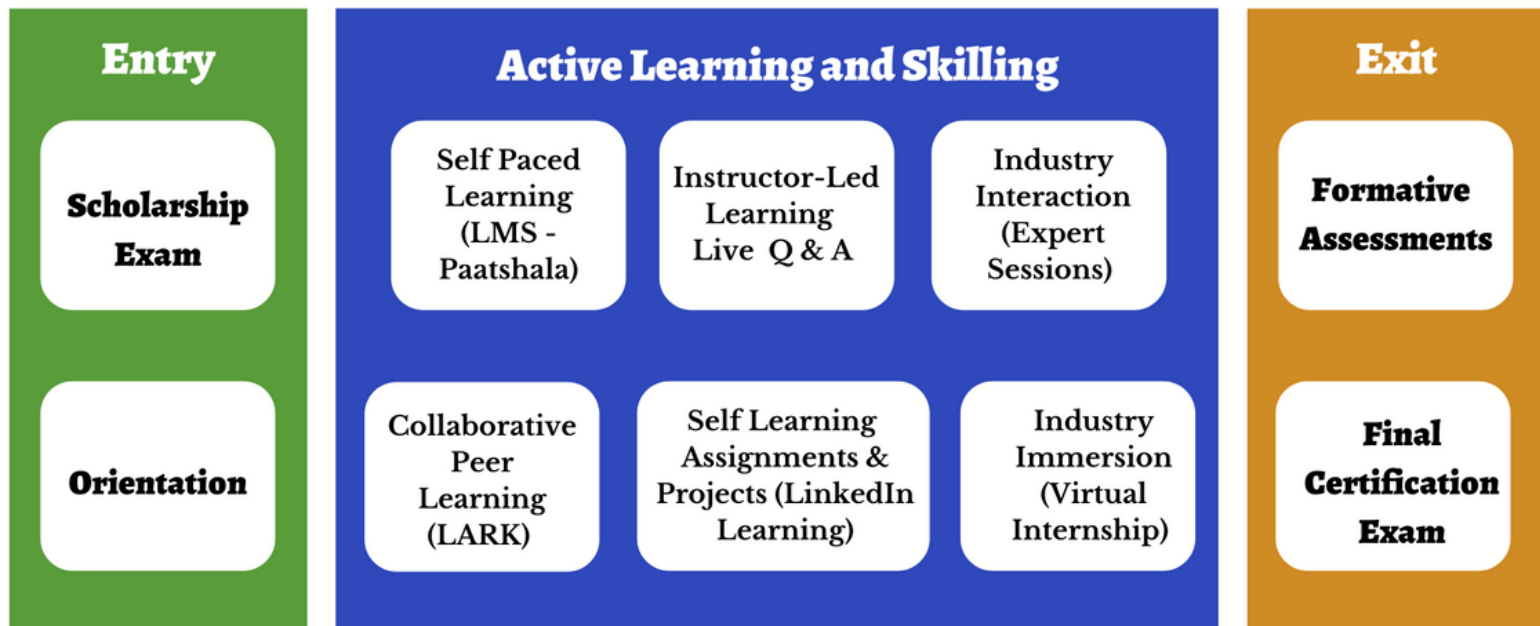 Entry
Scholarship
Exam
Orientation
Active Learning and Skilling
Self Paced
Learning
(LMS -
Paatshala)
Instructor-Led
Learning
Live Q & A
Industry
Interaction
(Expert
Sessions)
Collaborative
Peer
Learning
(LARK)
Self Learning
Assignments &
Projects (LinkedIn
Learning)
Industry
Immersion
(Virtual
Internship)
Exit
Formative
Assessments
Final
Certification
Exam